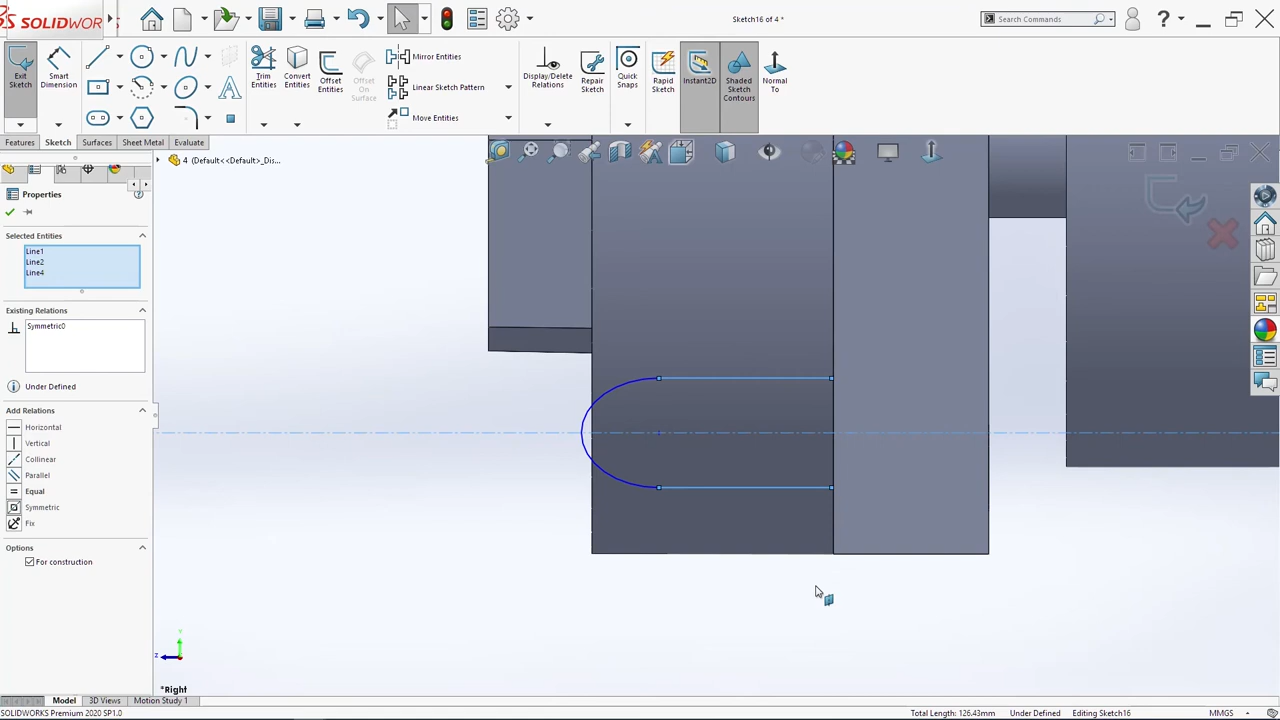 SOLIDWOR
Sketch16 of 4 *
Search Commands
Exit Sketch
Smart Dimension
Trim Entities
Convert Entities
Offset Entities
Offset On Surface
Mirror Entities
Linear Sketch Pattern
Move Entities
Display/Delete Relations
Repair Sketch
Quick Snaps
Rapid Sketch
Instant2D
Shaded Sketch Contours
Normal To
Features
Sketch
Surfaces
Sheet Metal
Evaluate
4 (Default<<Default>_Dis...
Properties
Selected Entities
Line1
Line2
Line4
Existing Relations
Symmetric0
Under Defined
Add Relations
Horizontal
Vertical
Collinear
Parallel
Equal
Symmetric
Fix
Options
For construction
Y
Z
*Right
Model
3D Views
Motion Study 1
SOLIDWORKS Premium 2020 SP1.0
Total Length: 126.43mm
Under Defined
Editing Sketch16
MMGS